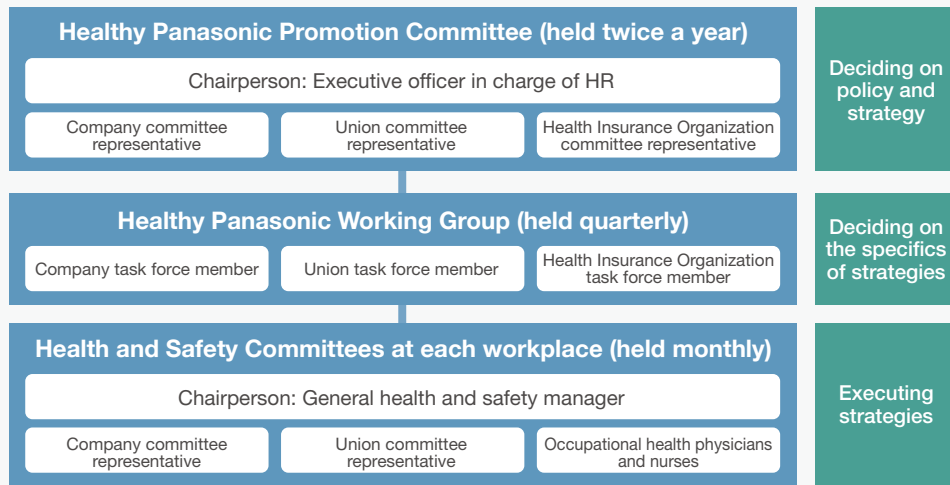 Healthy Panasonic Promotion Committee (held twice a year)
Chairperson: Executive officer in charge of HR
Company committee
representative
Union committee
representative
Health Insurance Organization
committee representative
Deciding on
policy and
strategy
Healthy Panasonic Working Group (held quarterly)
Company task force member
Union task force member
Health Insurance Organization
task force member
Deciding on
the specifics
of strategies
Health and Safety Committees at each workplace (held monthly)
Chairperson: General health and safety manager
Company committee
representative
Union committee
representative
Occupational health physicians
and nurses
Executing
strategies